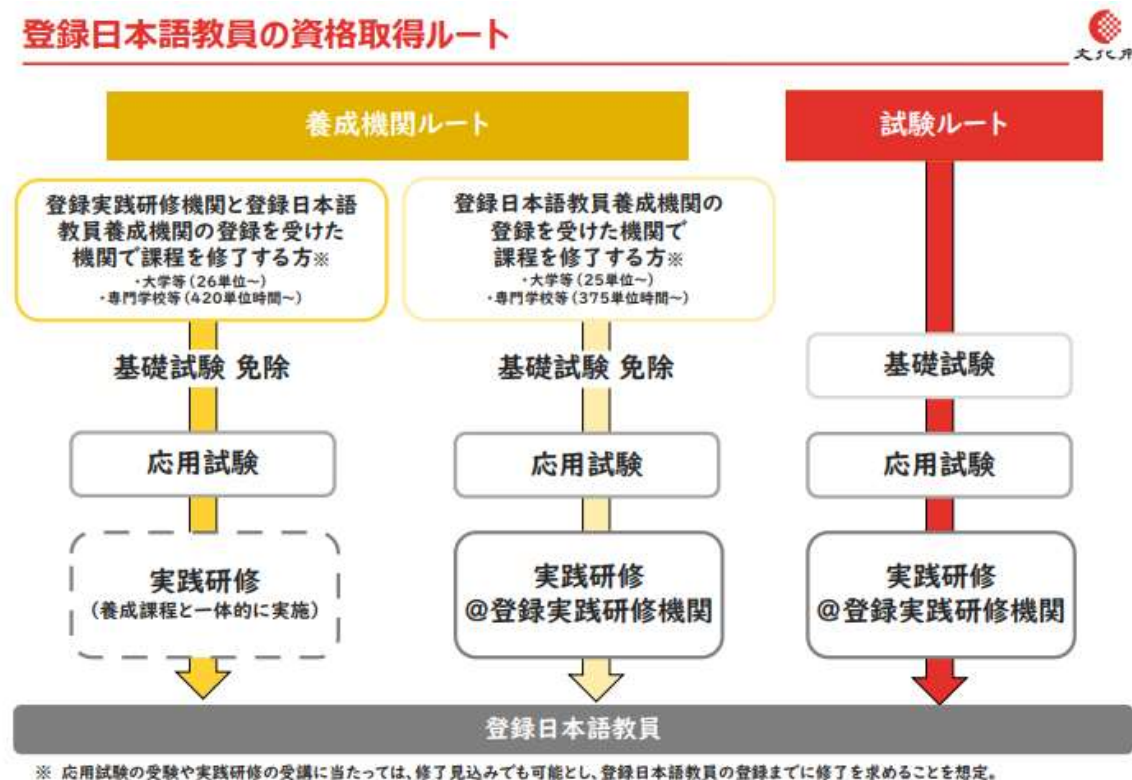 登録日本語教員の資格取得ルート
文化庁
養成機関ルート
試験ルート
登録実践研修機関と登録日本語
教員養成機関の登録を受けた
機関で課程を修了する方※
・大学等(26単位~)
・専門学校等(420単位時間~)
登録日本語教員養成機関の
登録を受けた機関で
課程を修了する方※
・大学等(25単位~)
・専門学校等(375単位時間~)
基礎試験 免除
基礎試験 免除
基礎試験
応用試験
応用試験
応用試験
実践研修
(養成課程と一体的に実施)
実践研修
@登録実践研修機関
実践研修
@登録実践研修機関
登録日本語教員
※ 応用試験の受験や実践研修の受講に当たっては、修了見込みでも可能とし、登録日本語教員の登録までに修了を求めることを想定。